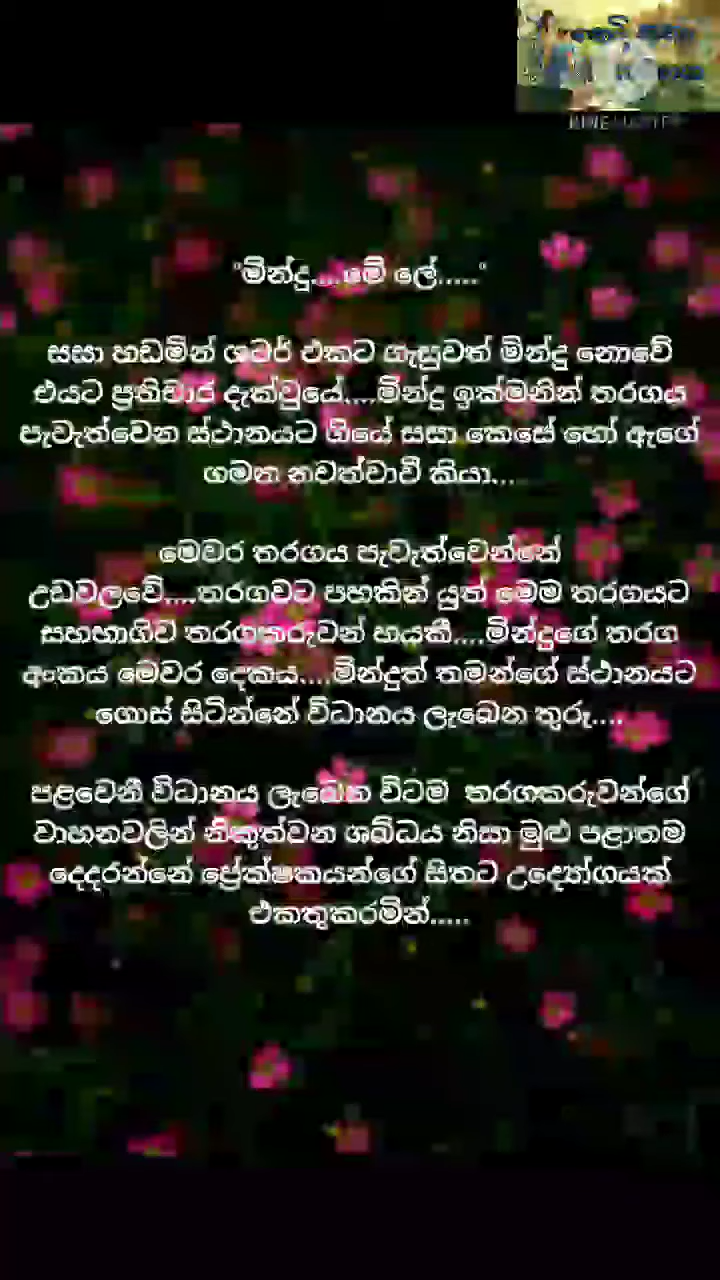 "මින්දු....මේ ලේ....."
සසා හඩමින් ශටර් එකට ගැසුවත් මින්දු නොවේ
එයට ප්‍රතිචාර දැක්වුයේ....මින්දු ඉක්මනින් තරගය
පැවැත්වෙන ස්ථානයට ගියේ සසා කෙසේ හෝ ඇගේ
ගමන නවත්වාවී කියා....
මෙවර තරගය පැවැත්වෙන්නේ
උඩවලවේ....තරගවට පහකින් යුත් මෙම තරගයට
සහභාගිව තරගකරුවන් හයකී....මින්දුගේ තරග
අංකය මෙවර දෙකය....මින්දුත් තමන්ගේ ස්ථානයට
ගොස් සිටින්නේ විධානය ලැබෙන තුරු....
පළවෙනි විධානය ලැබෙන විටම තරගකරුවන්ගේ
වාහනවලින් නිකුත්වන ශබ්ධය නිසා මුළු පළාතම
දෙදරන්නේ ප්‍රේක්ෂකයන්ගේ සිතට උද්‍යෝගයක්
එකතුකරමින්.....